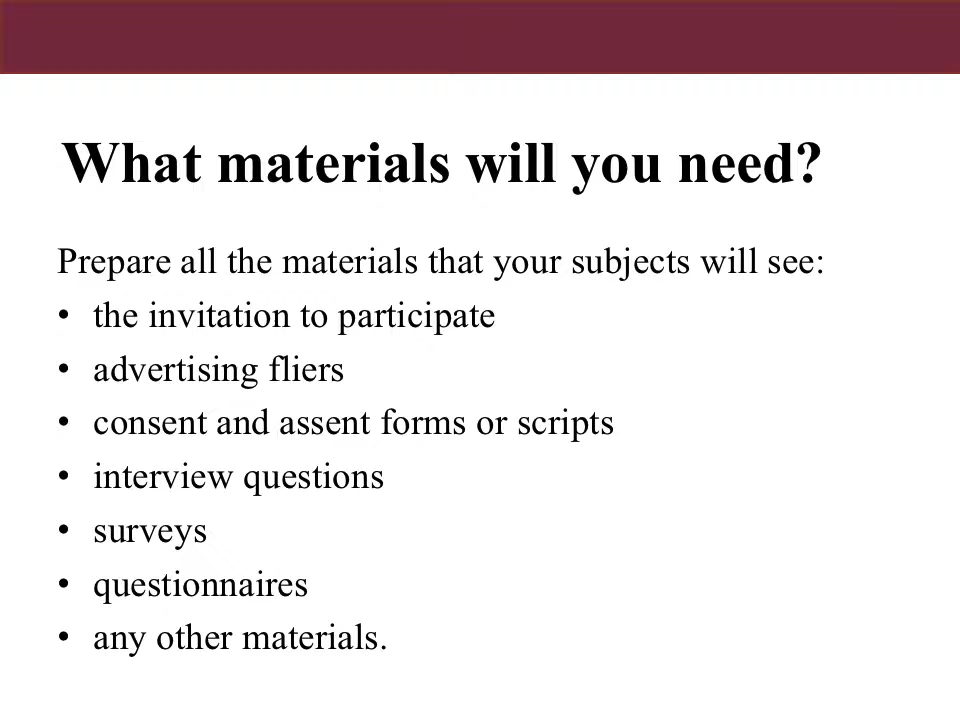 What materials will you need?
Prepare all the materials that your subjects will see:
• the invitation to participate
• advertising fliers
• consent and assent forms or scripts
• interview questions
• surveys
• questionnaires
• any other materials.